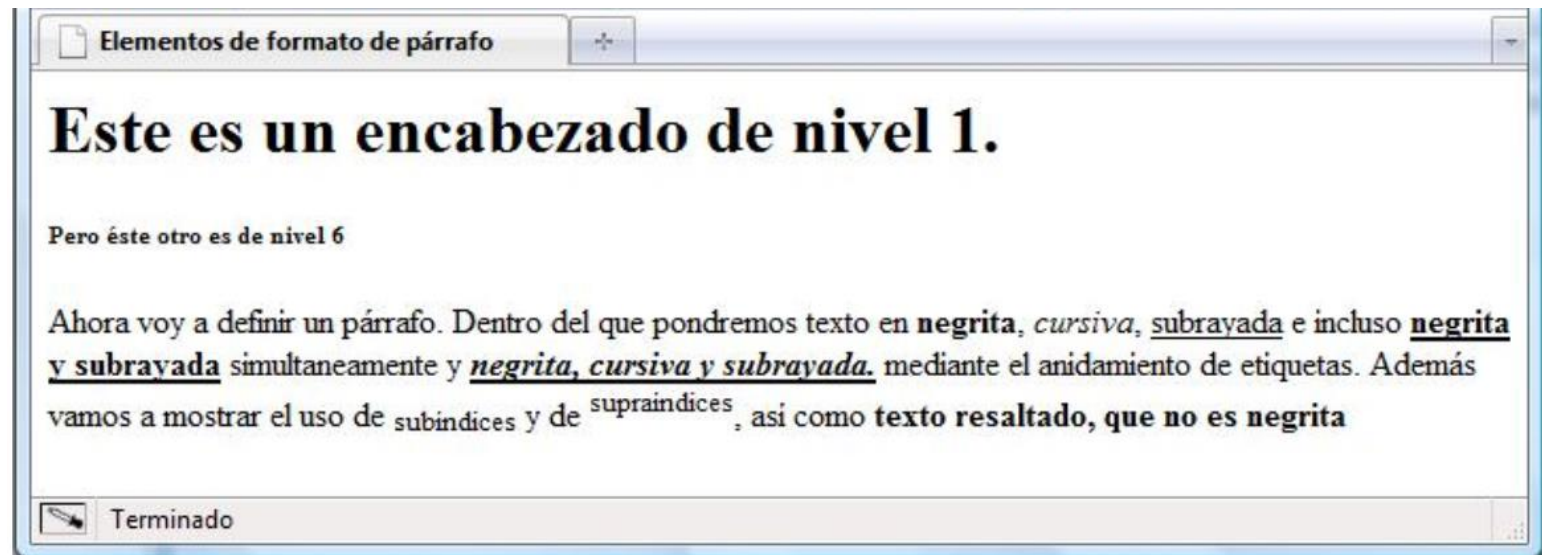 Elementos de formato de párrafo
Este es un encabezado de nivel 1.
Pero éste otro es de nivel 6
Ahora voy a definir un párrafo. Dentro del que pondremos texto en negrita, cursiva, subrayada e incluso negrita
y subrayada simultaneamente y negrita, cursiva y subrayada. mediante el anidamiento de etiquetas. Además
vamos a mostrar el uso de subindices y de supraindices, asi como texto resaltado, que no es negrita
Terminado